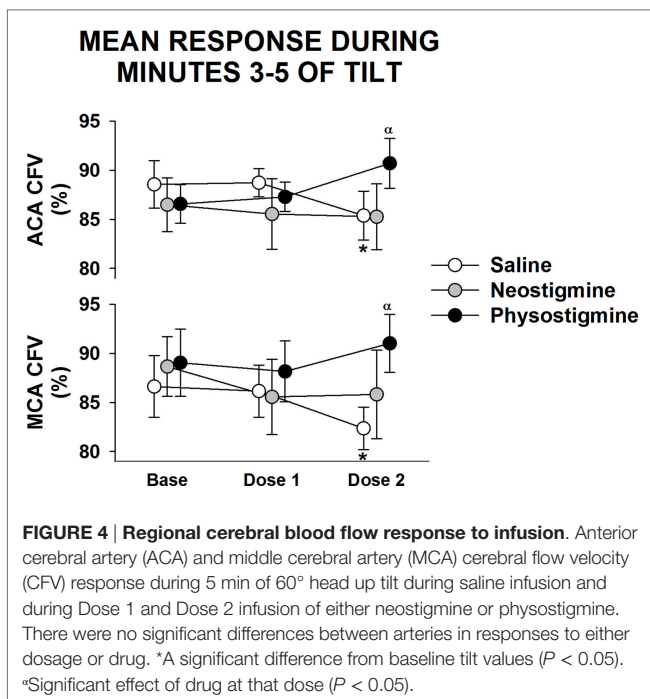 MEAN RESPONSE DURING
MINUTES 3-5 OF TILT
95
90
85
80
ACA CFV
(%)
α
*
Saline
Neostigmine
Physostigmine
95
90
85
80
MCA CFV
(%)
α
*
Base Dose 1 Dose 2
FIGURE 4 | Regional cerebral blood flow response to infusion. Anterior
cerebral artery (ACA) and middle cerebral artery (MCA) cerebral flow velocity
(CFV) response during 5 min of 60° head up tilt during saline infusion and
during Dose 1 and Dose 2 infusion of either neostigmine or physostigmine.
There were no significant differences between arteries in responses to either
dosage or drug. *A significant difference from baseline tilt values (P < 0.05).
αSignificant effect of drug at that dose (P < 0.05).